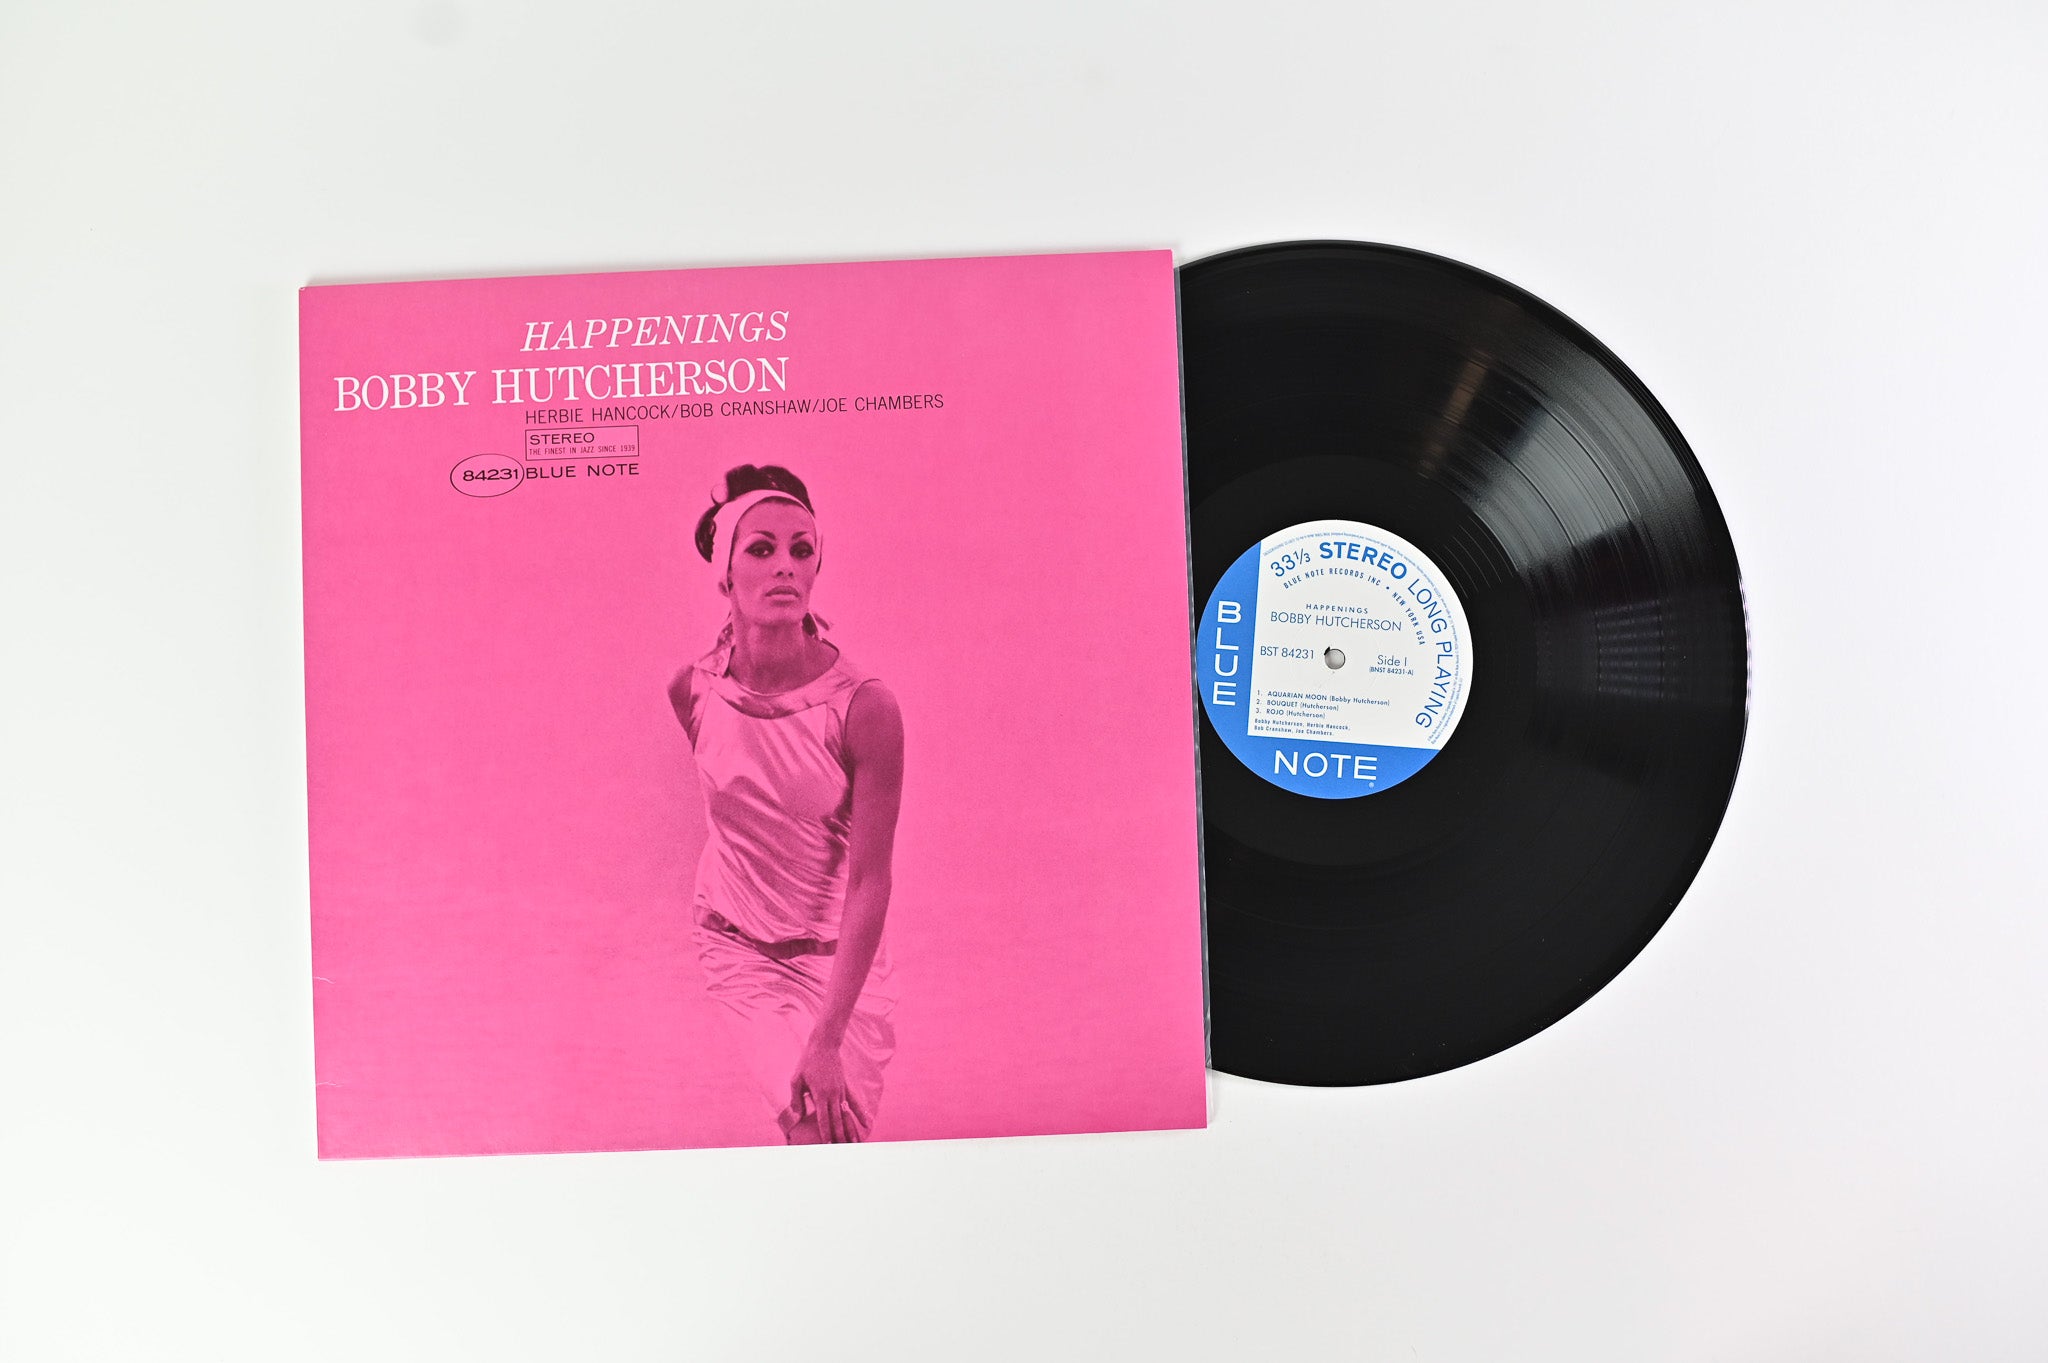 HAPPENINGS
BOBBY HUTCHERSON
HERBIE HANCOCK/BOB CRANSHAW/JOE CHAMBERS
STEREO
THE FINEST IN JAZZ SINCE 1939
84231 BLUE NOTE
33 1/3 STEREO LONG PLAYING
BLUE NOTE RECORDS INC • NEW YORK USA
HAPPENINGS
BOBBY HUTCHERSON
BST 84231
Side I
(BNST 84231-A)
1. AQUARIAN MOON (Bobby Hutcherson)
2. BOUQUET (Hutcherson)
3. ROJO (Hutcherson)
Bobby Hutcherson, Herbie Hancock,
Bob Cranshaw, Joe Chambers.
BLUE
NOTE
®